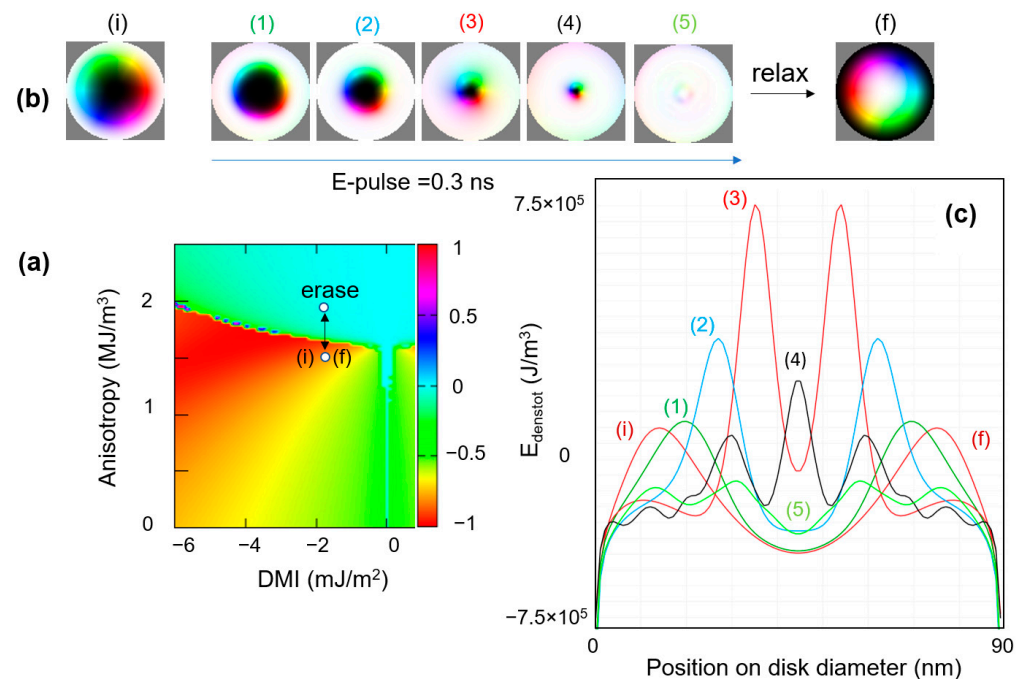 (i) (1) (2) (3) (4) (5) (f)
(b)
relax
E-pulse =0.3 ns
(a)
erase
(i) (f)
2
1
0
−6 −4 −2 0
Anisotropy (MJ/m³)
DMI (mJ/m²)
1
0.5
0
−0.5
−1
(c)
7.5×10⁵
0
−7.5×10⁵
E_denstot (J/m³)
(3)
(2)
(4)
(1)
(i)
(f)
(5)
0 90
Position on disk diameter (nm)